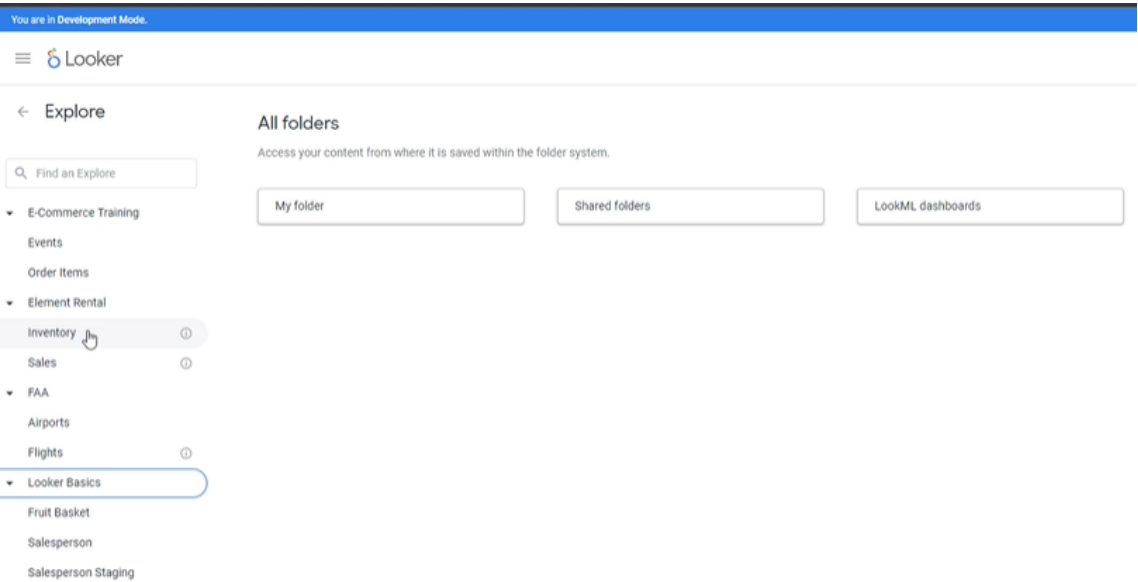 You are in Development Mode.
Looker
Explore
Find an Explore
E-Commerce Training
Events
Order Items
Element Rental
Inventory
Sales
FAA
Airports
Flights
Looker Basics
Fruit Basket
Salesperson
Salesperson Staging
All folders
Access your content from where it is saved within the folder system.
My folder
Shared folders
LookML dashboards